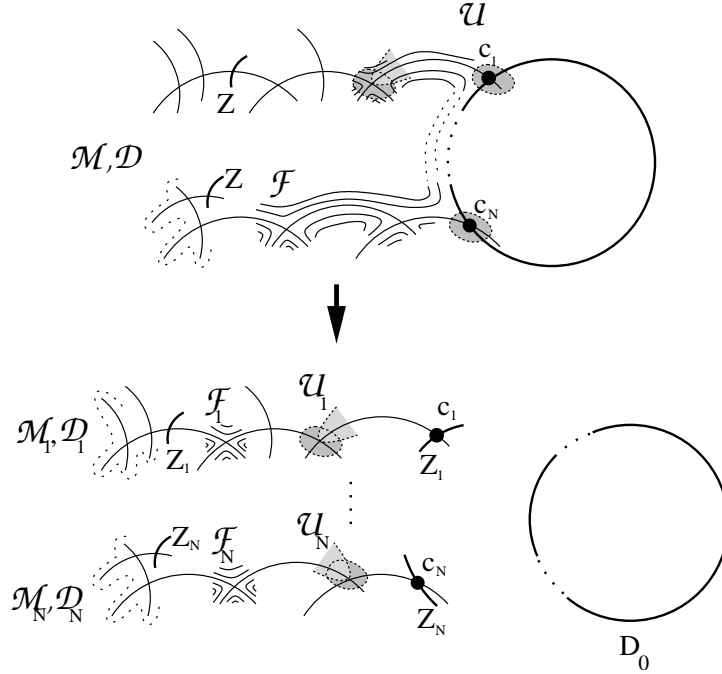 𝒰
c₁
Z
ℳ,𝒟
Z
ℱ
c_N
𝒰₁
ℱ₁
c₁
ℳ₁,𝒟₁
Z₁
Z₁
𝒰_N
Z_N
ℱ_N
c_N
ℳ_N,𝒟_N
Z_N
D₀